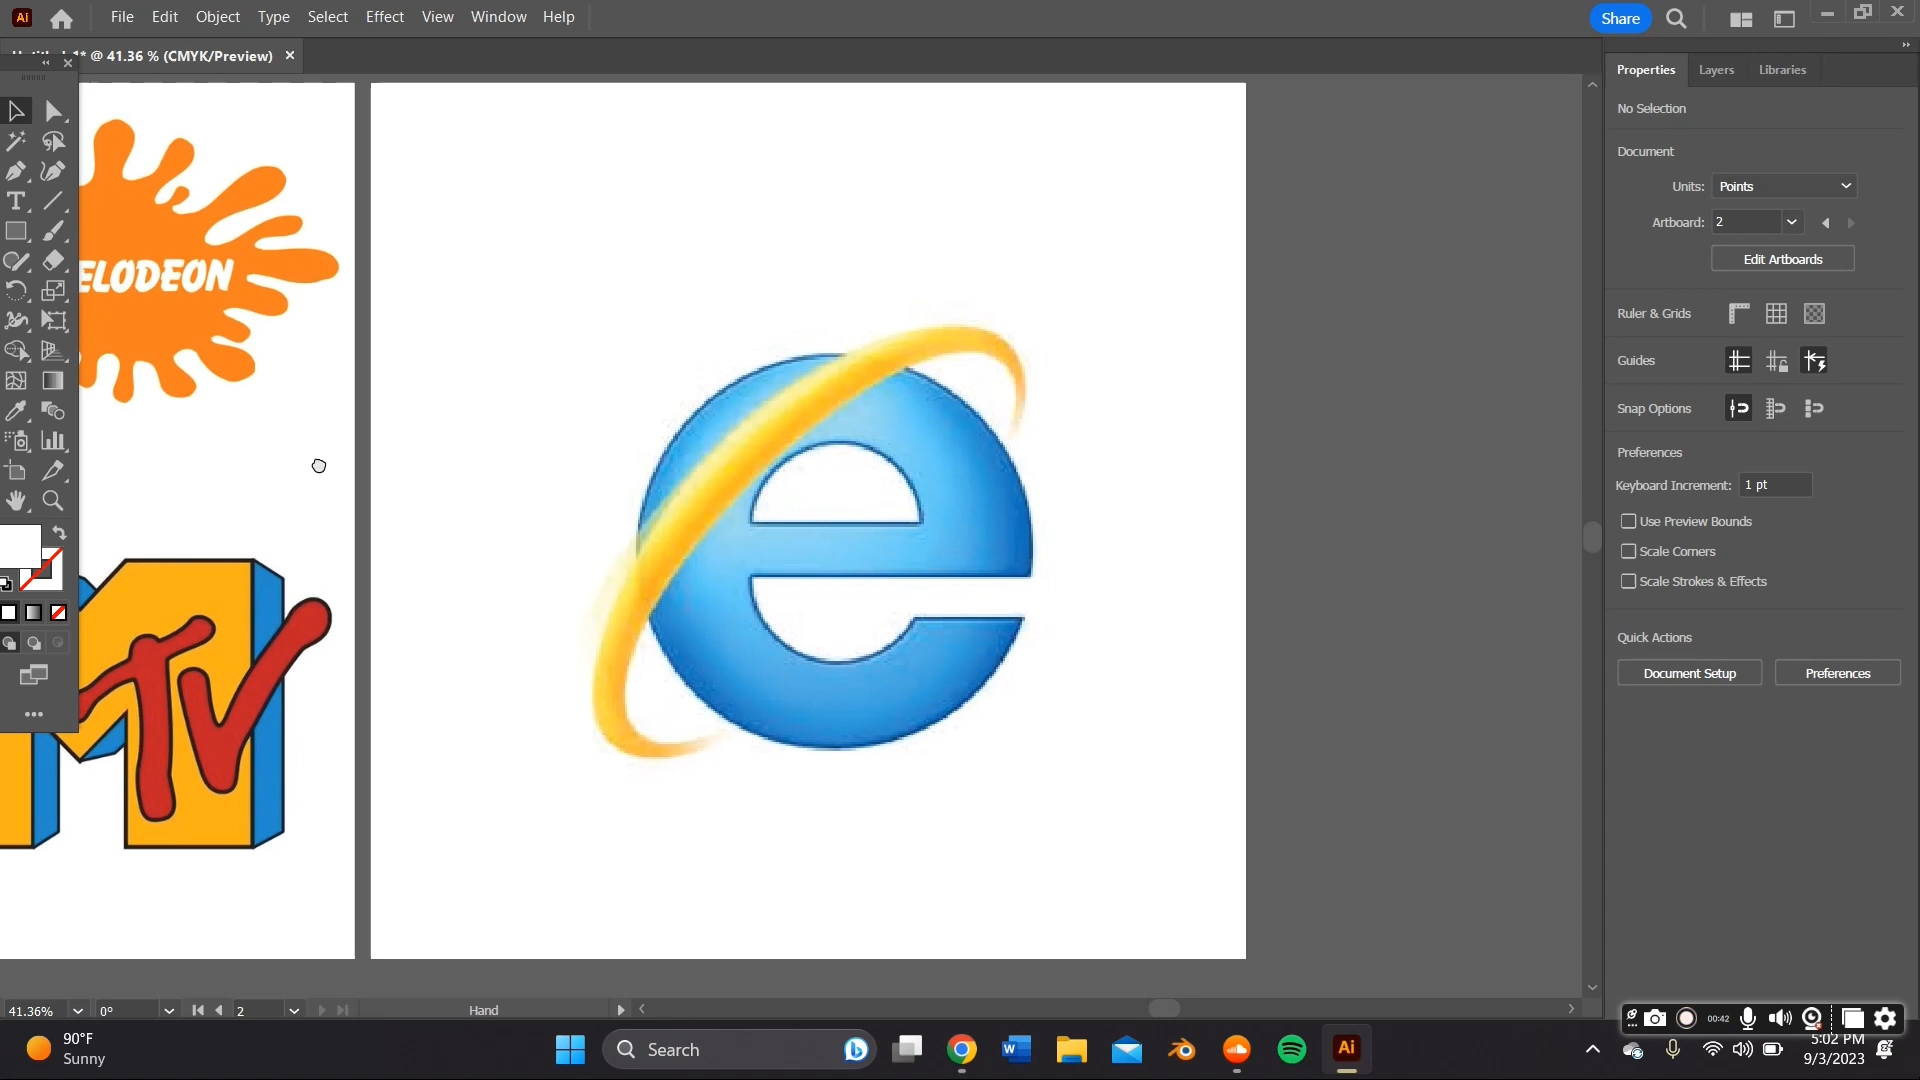 Ai File Edit Object Type Select Effect View Window Help Share
@ 41.36 % (CMYK/Preview)
Properties Layers Libraries
No Selection
Document
Units: Points
Artboard: 2
Edit Artboards
Ruler & Grids
Guides
Snap Options
Preferences
Keyboard Increment: 1 pt
Use Preview Bounds
Scale Corners
Scale Strokes & Effects
Quick Actions
Document Setup Preferences
ELODEON
e
MTV
41.36% 0° 2 Hand
00:42
90°F
Sunny
Search
W
Ai
5:02 PM
9/3/2023